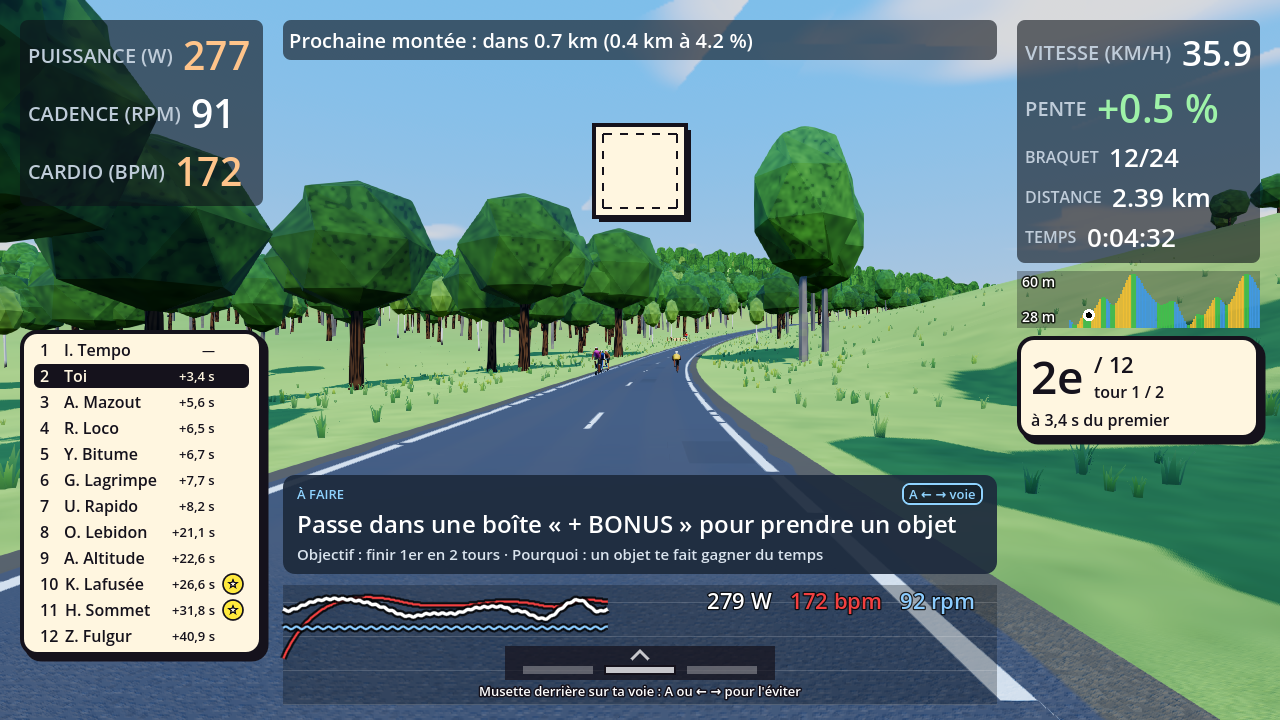 PUISSANCE (W) 277
CADENCE (RPM) 91
CARDIO (BPM) 172
Prochaine montée : dans 0.7 km (0.4 km à 4.2 %)
VITESSE (KM/H) 35.9
PENTE +0.5 %
BRAQUET 12/24
DISTANCE 2.39 km
TEMPS 0:04:32
60 m
28 m
2e / 12
tour 1 / 2
à 3,4 s du premier
1 I. Tempo —
2 Toi +3,4 s
3 A. Mazout +5,6 s
4 R. Loco +6,5 s
5 Y. Bitume +6,7 s
6 G. Lagrimpe +7,7 s
7 U. Rapido +8,2 s
8 O. Lebidon +21,1 s
9 A. Altitude +22,6 s
10 K. Lafusée +26,6 s
11 H. Sommet +31,8 s
12 Z. Fulgur +40,9 s
À FAIRE
A ← → voie
Passe dans une boîte « + BONUS » pour prendre un objet
Objectif : finir 1er en 2 tours · Pourquoi : un objet te fait gagner du temps
279 W 172 bpm 92 rpm
Musette derrière sur ta voie : A ou ← → pour l'éviter